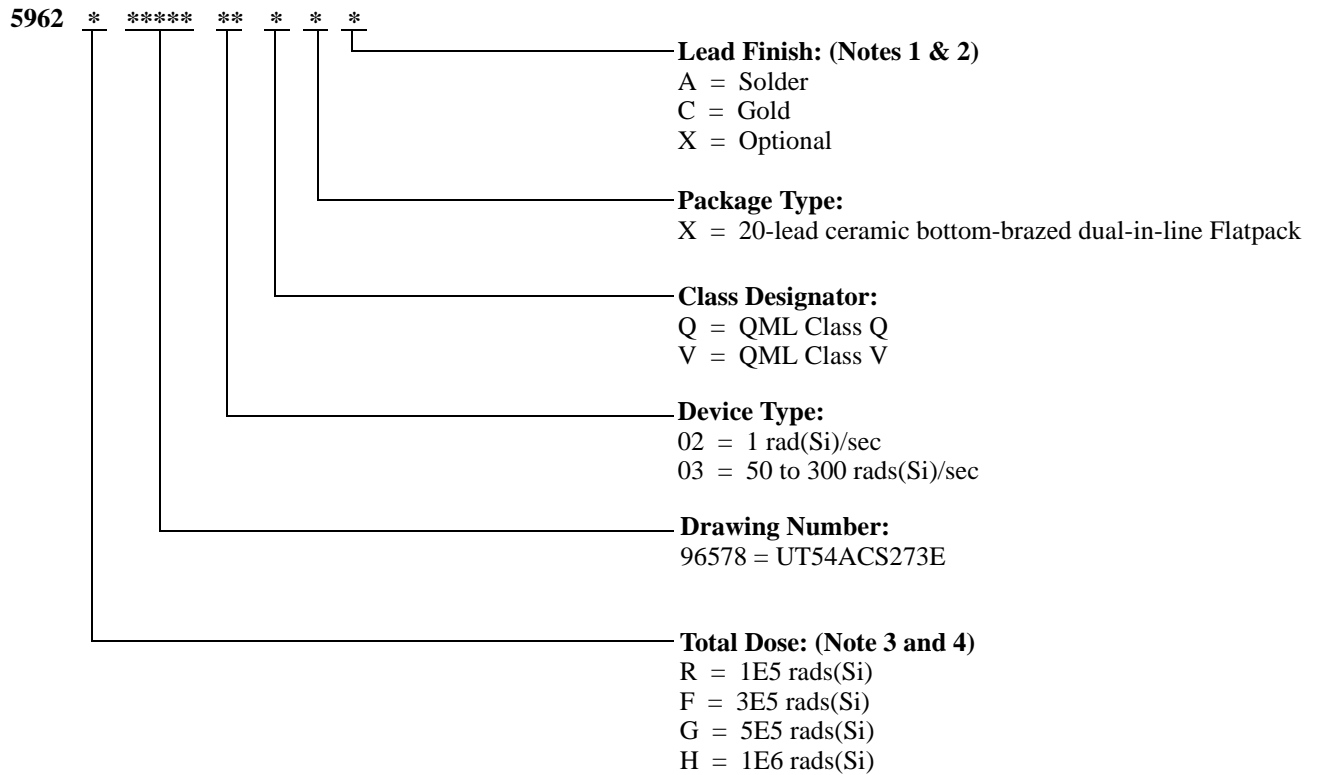 5962 * ***** ** * * *
Lead Finish: (Notes 1 & 2)
A = Solder
C = Gold
X = Optional
Package Type:
X = 20-lead ceramic bottom-brazed dual-in-line Flatpack
Class Designator:
Q = QML Class Q
V = QML Class V
Device Type:
02 = 1 rad(Si)/sec
03 = 50 to 300 rads(Si)/sec
Drawing Number:
96578 = UT54ACS273E
Total Dose: (Note 3 and 4)
R = 1E5 rads(Si)
F = 3E5 rads(Si)
G = 5E5 rads(Si)
H = 1E6 rads(Si)